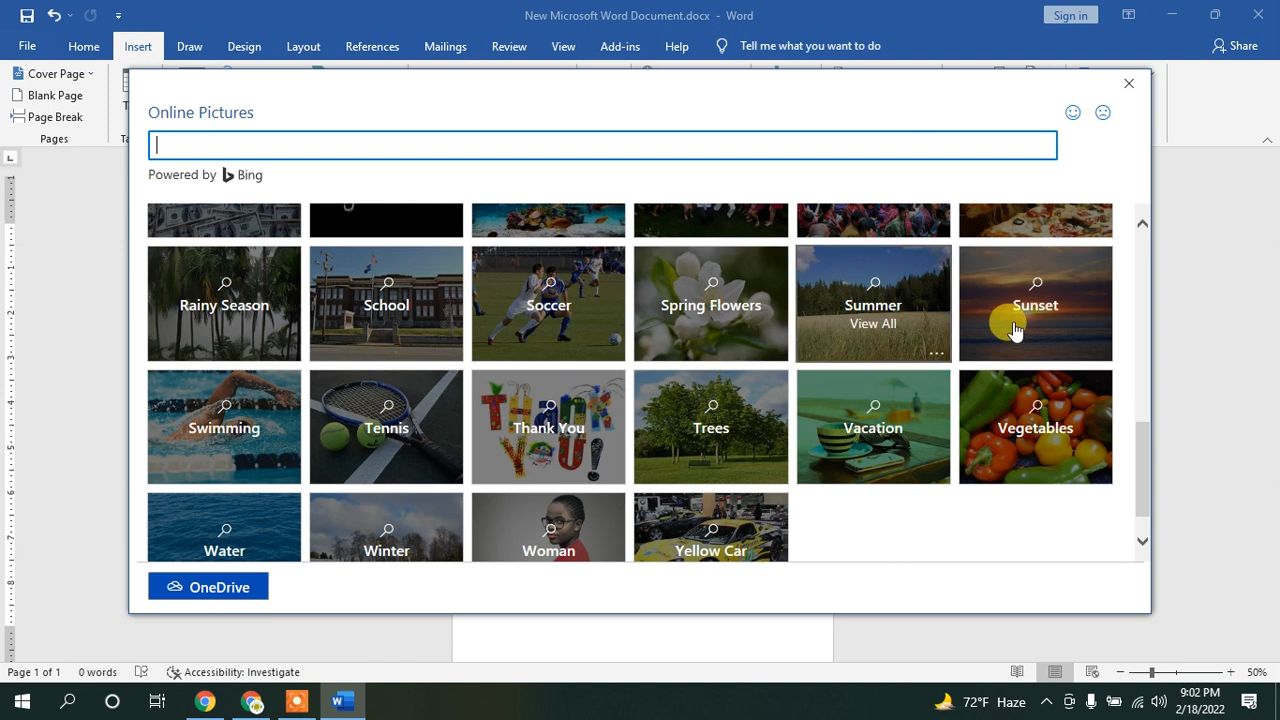 New Microsoft Word Document.docx - Word
Sign in
File Home Insert Draw Design Layout References Mailings Review View Add-ins Help Tell me what you want to do Share
Cover Page
Blank Page
Page Break
Pages
Online Pictures
Powered by Bing
Rainy Season School Soccer Spring Flowers Summer Sunset
View All
Swimming Tennis Thank You Trees Vacation Vegetables
Water Winter Woman Yellow Car
OneDrive
Page 1 of 1 0 words Accessibility: Investigate 50%
72°F Haze
9:02 PM
2/18/2022